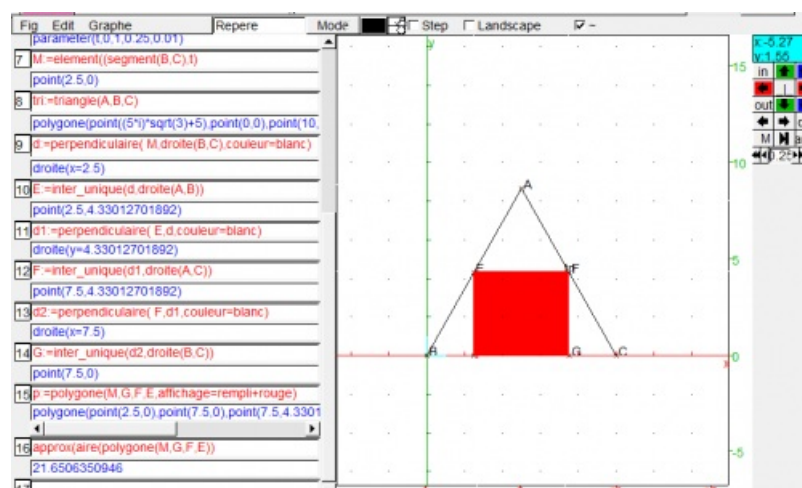 Fig Edit Graphe Repere Mode Step Landscape -
parameter(t,0,1,0.25,0.01)
7 M:=element((segment(B,C),t)
point(2.5,0)
8 tri:=triangle(A,B,C)
polygone(point((5*i)*sqrt(3)+5),point(0,0),point(10,
9 d:=perpendiculaire( M,droite(B,C),couleur=blanc)
droite(x=2.5)
10 E:=inter_unique(d,droite(A,B))
point(2.5,4.33012701892)
11 d1:=perpendiculaire( E,d,couleur=blanc)
droite(y=4.33012701892)
12 F:=inter_unique(d1,droite(A,C))
point(7.5,4.33012701892)
13 d2:=perpendiculaire( F,d1,couleur=blanc)
droite(x=7.5)
14 G:=inter_unique(d2,droite(B,C))
point(7.5,0)
15 p:=polygone(M,G,F,E,affichage=rempli+rouge)
polygone(point(2.5,0),point(7.5,0),point(7.5,4.3301
16 approx(aire(polygone(M,G,F,E))
21.6506350946
y
15
10
5
0
-5
x
A
E
F
B
G
C
x:-5.27
y:1.55
in
out
M
0.25